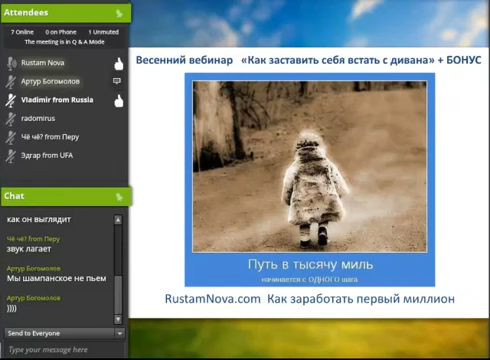 Attendees
7 Online 0 on Phone 1 Unmuted
The meeting is in Q & A Mode
Rustam Nova
Артур Богомолов
Vladimir from Russia
radomirus
Чё чё? from Перу
Эдгар from UFA
Chat
как он выглядит
Чё чё? from Перу
звук лагает
Артур Богомолов
Мы шампанское не пьем
Артур Богомолов
))))
Send to Everyone
Type your message here
Весенний вебинар «Как заставить себя встать с дивана» + БОНУС
Путь в тысячу миль
начинается с ОДНОГО шага
RustamNova.com Как заработать первый миллион